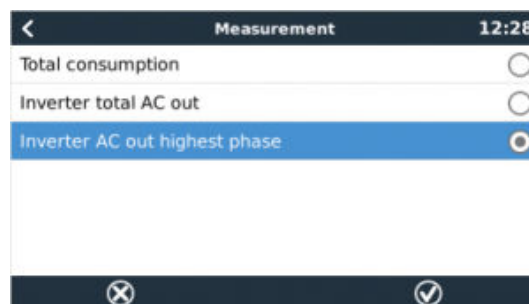 Measurement 12:28
Total consumption
Inverter total AC out
Inverter AC out highest phase